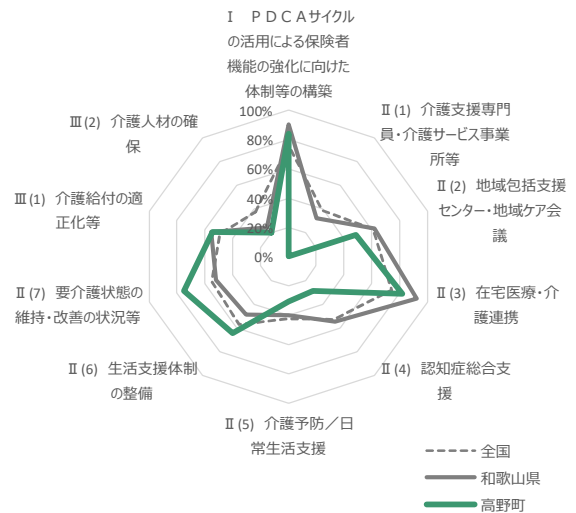 Ⅰ　ＰＤＣＡサイクル
の活用による保険者
機能の強化に向けた
体制等の構築
Ⅱ(1) 介護支援専門
員・介護サービス事業
所等
Ⅱ(2) 地域包括支援
センター・地域ケア会
議
Ⅱ(3) 在宅医療・介
護連携
Ⅱ(4) 認知症総合支
援
Ⅱ(5) 介護予防／日
常生活支援
Ⅱ(6) 生活支援体制
の整備
Ⅱ(7) 要介護状態の
維持・改善の状況等
Ⅲ(1) 介護給付の適
正化等
Ⅲ(2) 介護人材の確
保
100%
80%
60%
40%
20%
0%
全国
和歌山県
高野町